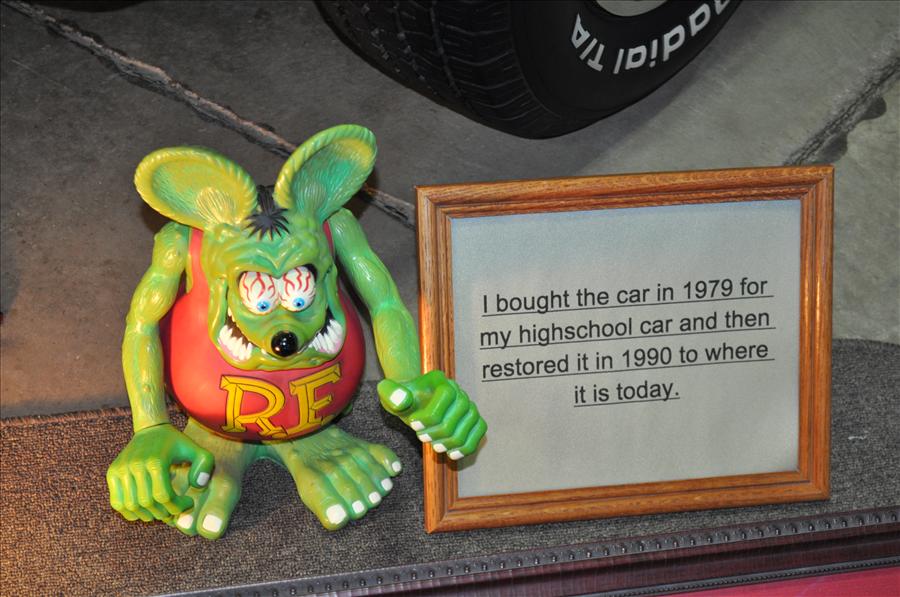 Radial T/A
I bought the car in 1979 for
my highschool car and then
restored it in 1990 to where
it is today.
R.F